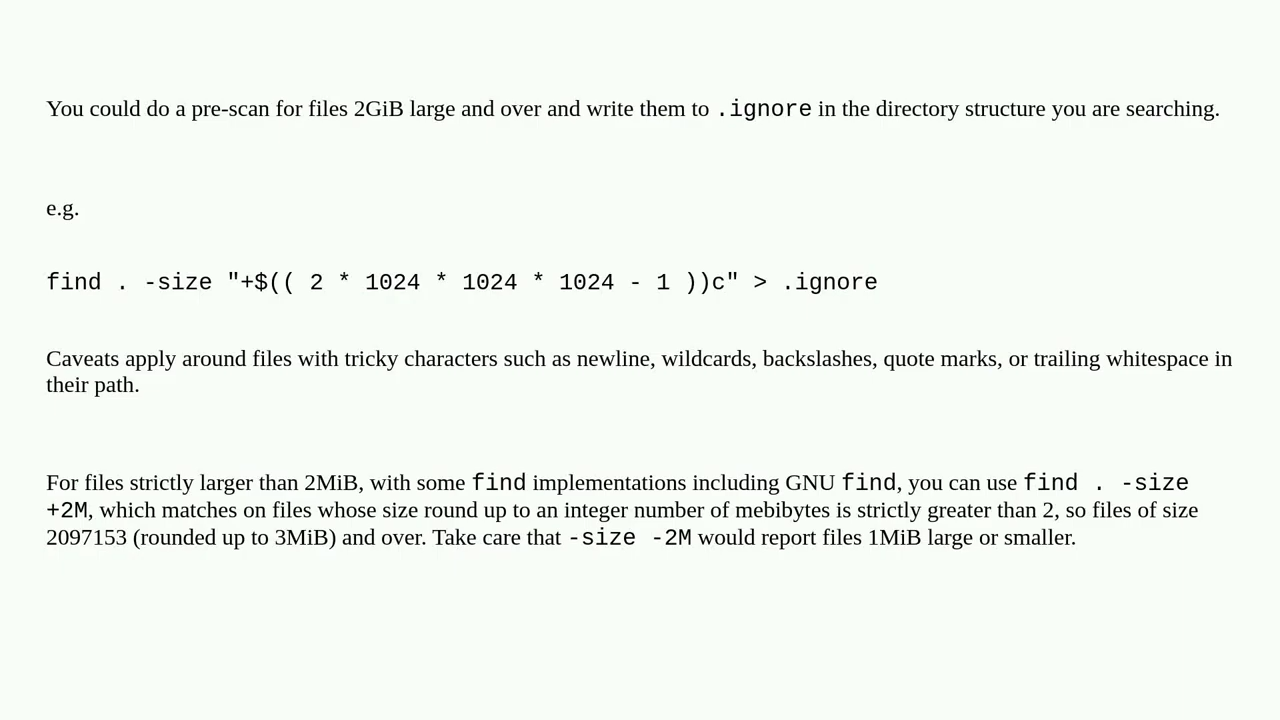 You could do a pre-scan for files 2GiB large and over and write them to .ignore in the directory structure you are searching.
e.g.
find . -size "+$(( 2 * 1024 * 1024 * 1024 - 1 ))c" > .ignore
Caveats apply around files with tricky characters such as newline, wildcards, backslashes, quote marks, or trailing whitespace in
their path.
For files strictly larger than 2MiB, with some find implementations including GNU find, you can use find . -size
+2M, which matches on files whose size round up to an integer number of mebibytes is strictly greater than 2, so files of size
2097153 (rounded up to 3MiB) and over. Take care that -size -2M would report files 1MiB large or smaller.